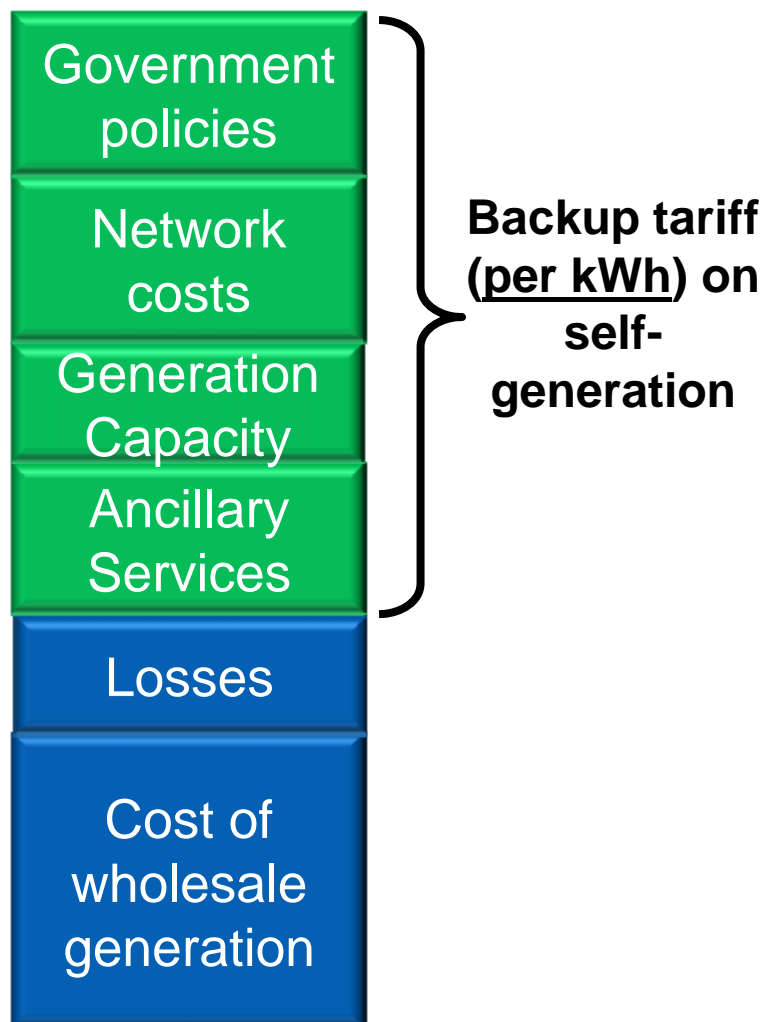 Government
policies
Network
costs
Generation
Capacity
Ancillary
Services
Losses
Cost of
wholesale
generation
Backup tariff
(per kWh) on
self-
generation